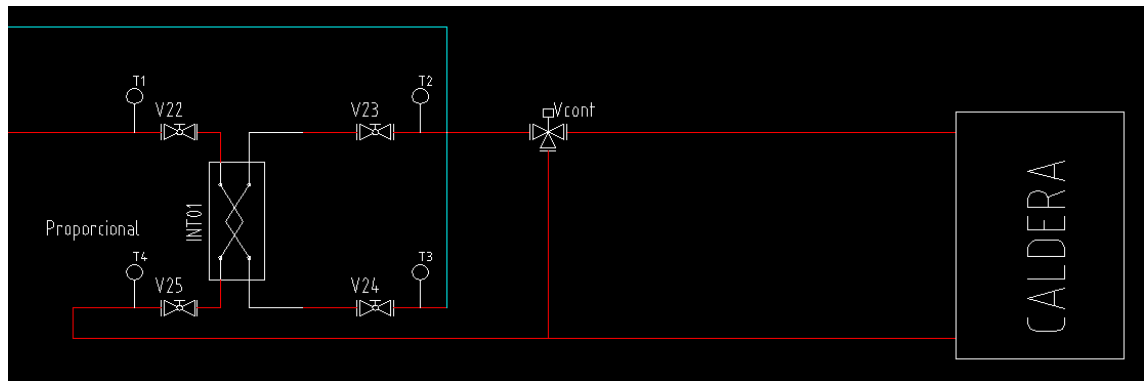 T1
T2
V22
V23
Vcont
INT01
CALDERA
Proporcional
T4
T3
V25
V24